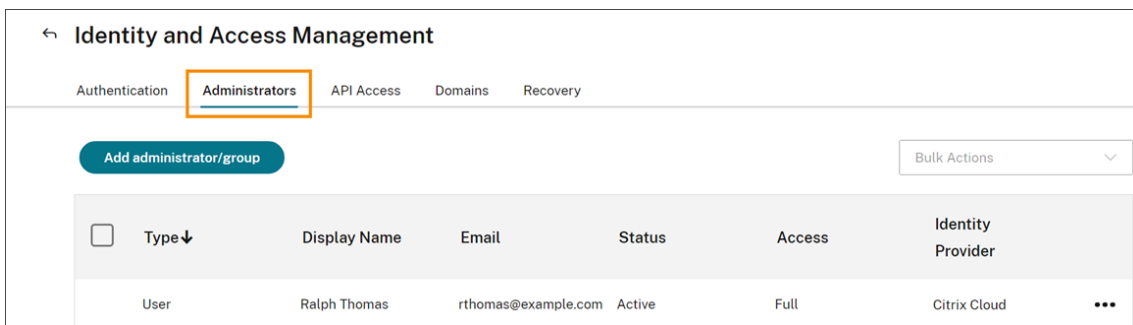 Identity and Access Management
Authentication Administrators API Access Domains Recovery
Add administrator/group Bulk Actions
Type Display Name Email Status Access Identity Provider
User Ralph Thomas rthomas@example.com Active Full Citrix Cloud